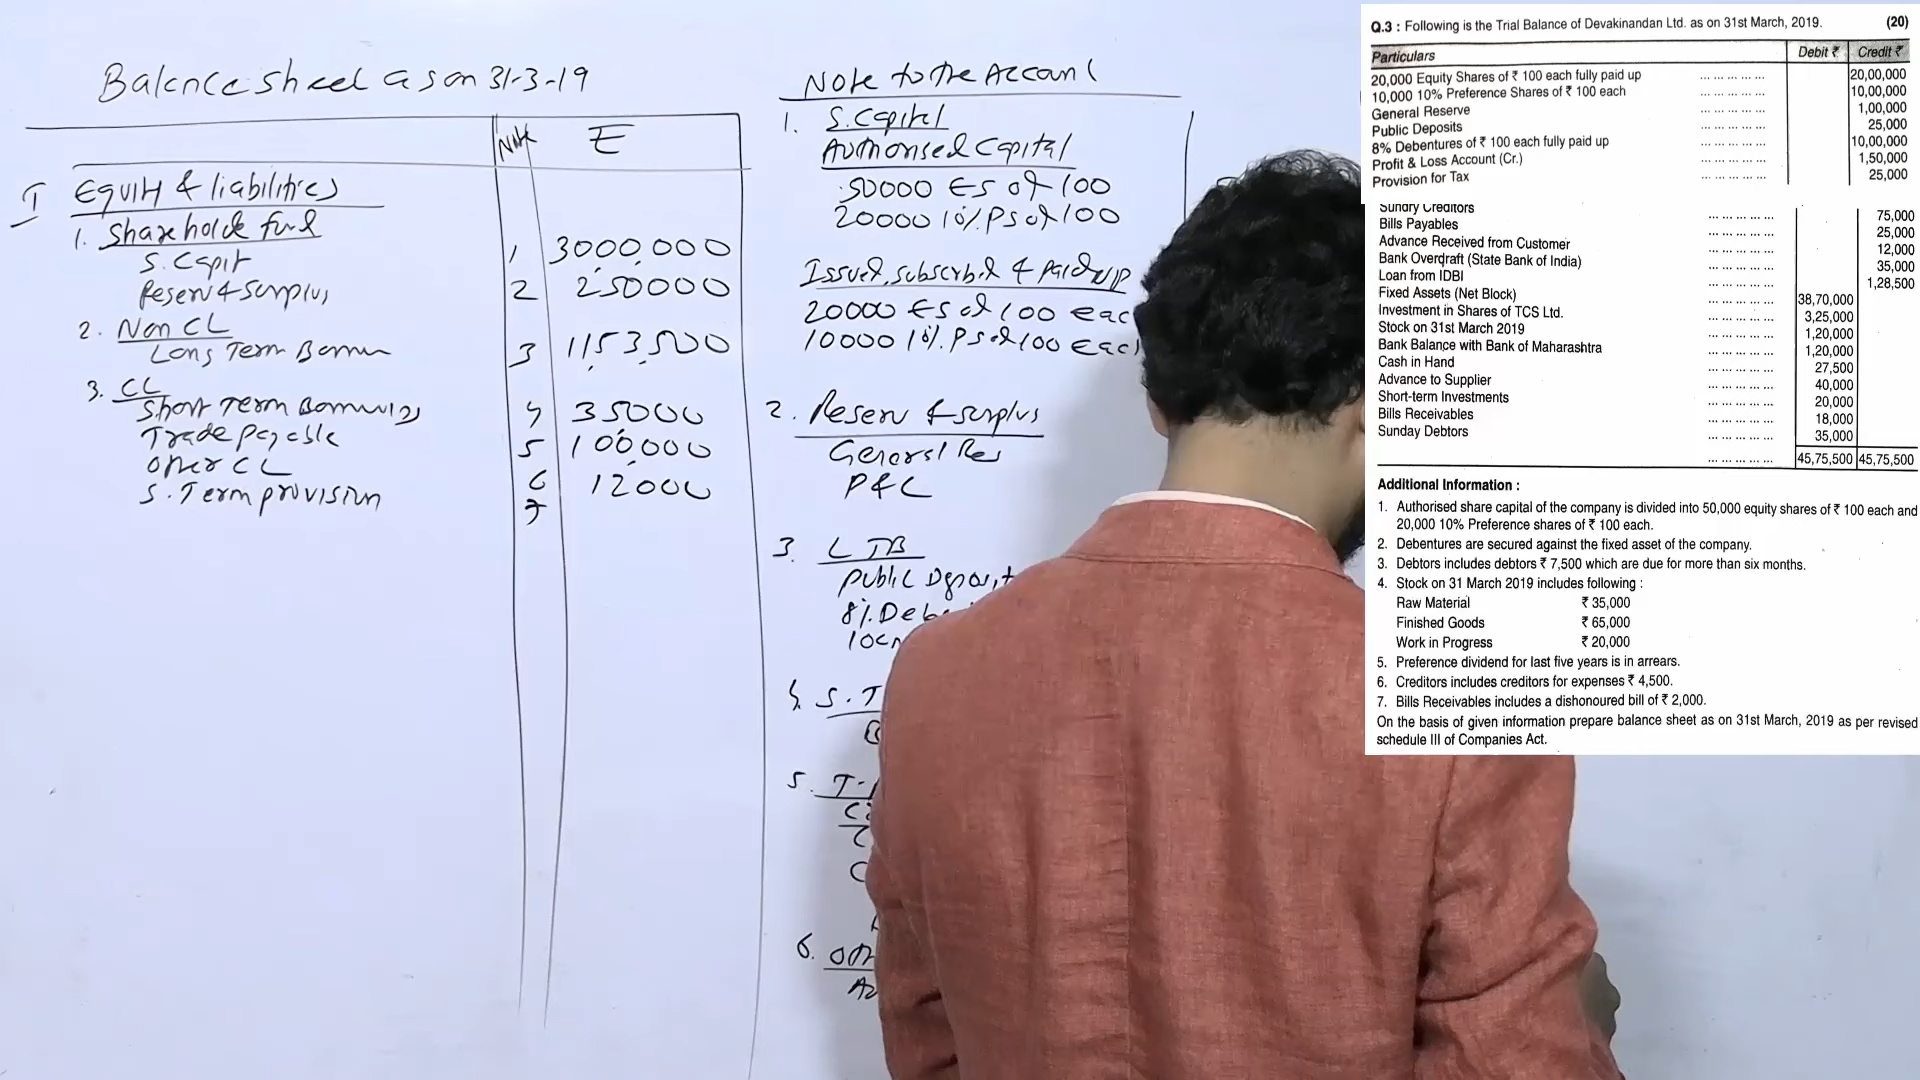 Balance sheet as on 31-3-19
Note
I Equity & liabilities
1. Shareholde fund
S. Capit 1 3000,000
Reserv & Surplus 2 250000
2. Non CL
Long Term Borrow 3 1153,500
3. CL
Short Term Borrowings 4 35000
Trade payable 5 100,000
Other CL 6 12000
S. Term provision 7
Note to the Account
1. S. Capital
Authorised Capital
50000 ES of 100
20000 10% PS of 100
Issued, subscribed & Paid up
20000 ES of 100 eac
10000 10% PS of 100 Each
2. Reserv & surplus
General Res
P&L
3. LTB
Public Deposit
8% Deb
loan
4. S. T
5. T-
6. Oth
Q.3 : Following is the Trial Balance of Devakinandan Ltd. as on 31st March, 2019. (20)
Particulars Debit ₹ Credit ₹
20,000 Equity Shares of ₹ 100 each fully paid up ... ... ... ... ... 20,00,000
10,000 10% Preference Shares of ₹ 100 each ... ... ... ... ... 10,00,000
General Reserve ... ... ... ... ... 1,00,000
Public Deposits ... ... ... ... ... 25,000
8% Debentures of ₹ 100 each fully paid up ... ... ... ... ... 10,00,000
Profit & Loss Account (Cr.) ... ... ... ... ... 1,50,000
Provision for Tax ... ... ... ... ... 25,000
Sundry Creditors ... ... ... ... ... 75,000
Bills Payables ... ... ... ... ... 25,000
Advance Received from Customer ... ... ... ... ... 12,000
Bank Overdraft (State Bank of India) ... ... ... ... ... 35,000
Loan from IDBI ... ... ... ... ... 1,28,500
Fixed Assets (Net Block) ... ... ... ... ... 38,70,000
Investment in Shares of TCS Ltd. ... ... ... ... ... 3,25,000
Stock on 31st March 2019 ... ... ... ... ... 1,20,000
Bank Balance with Bank of Maharashtra ... ... ... ... ... 1,20,000
Cash in Hand ... ... ... ... ... 27,500
Advance to Supplier ... ... ... ... ... 40,000
Short-term Investments ... ... ... ... ... 20,000
Bills Receivables ... ... ... ... ... 18,000
Sunday Debtors ... ... ... ... ... 35,000
... ... ... ... ... 45,75,500 45,75,500
Additional Information :
1. Authorised share capital of the company is divided into 50,000 equity shares of ₹ 100 each and
20,000 10% Preference shares of ₹ 100 each.
2. Debentures are secured against the fixed asset of the company.
3. Debtors includes debtors ₹ 7,500 which are due for more than six months.
4. Stock on 31 March 2019 includes following :
Raw Material ₹ 35,000
Finished Goods ₹ 65,000
Work in Progress ₹ 20,000
5. Preference dividend for last five years is in arrears.
6. Creditors includes creditors for expenses ₹ 4,500.
7. Bills Receivables includes a dishonoured bill of ₹ 2,000.
On the basis of given information prepare balance sheet as on 31st March, 2019 as per revised
schedule III of Companies Act.